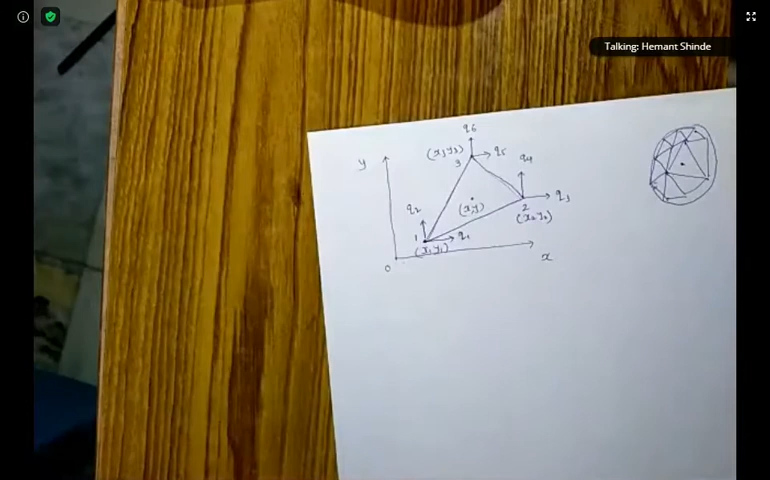 Talking: Hemant Shinde
q6
y
(x3 y3)
q5
3
q4
q2
(x, y)
q3
2
(x2 y2)
1
q1
(x1 y1)
0
x